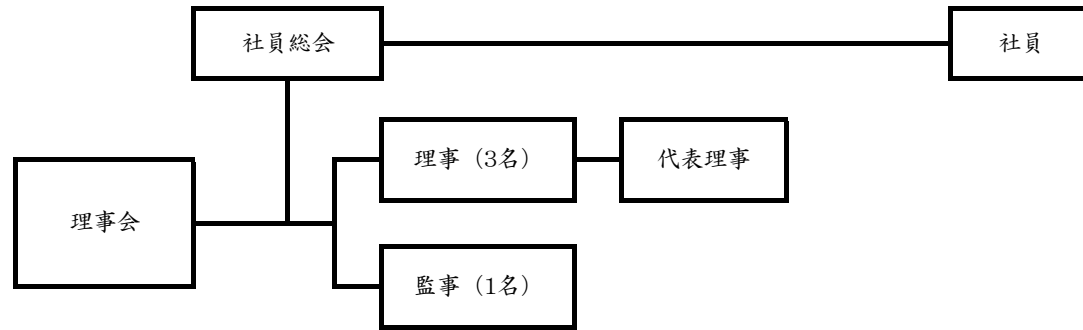 社員総会
社員
理事（3名）
代表理事
理事会
監事（1名）